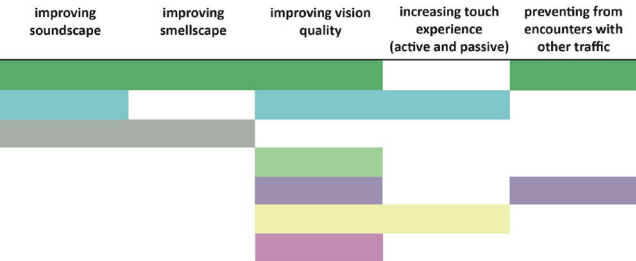 improving
soundscape
improving
smellscape
improving vision
quality
increasing touch
experience
(active and passive)
preventing from
encounters with
other traffic